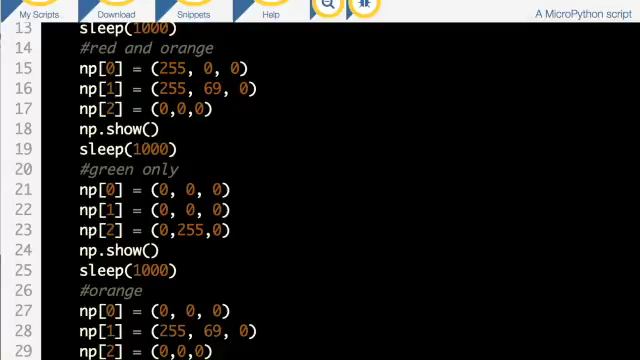 My Scripts Download Snippets Help A MicroPython script
13 sleep(1000)
14 #red and orange
15 np[0] = (255, 0, 0)
16 np[1] = (255, 69, 0)
17 np[2] = (0,0,0)
18 np.show()
19 sleep(1000)
20 #green only
21 np[0] = (0, 0, 0)
22 np[1] = (0, 0, 0)
23 np[2] = (0,255,0)
24 np.show()
25 sleep(1000)
26 #orange
27 np[0] = (0, 0, 0)
28 np[1] = (255, 69, 0)
29 np[2] = (0,0,0)